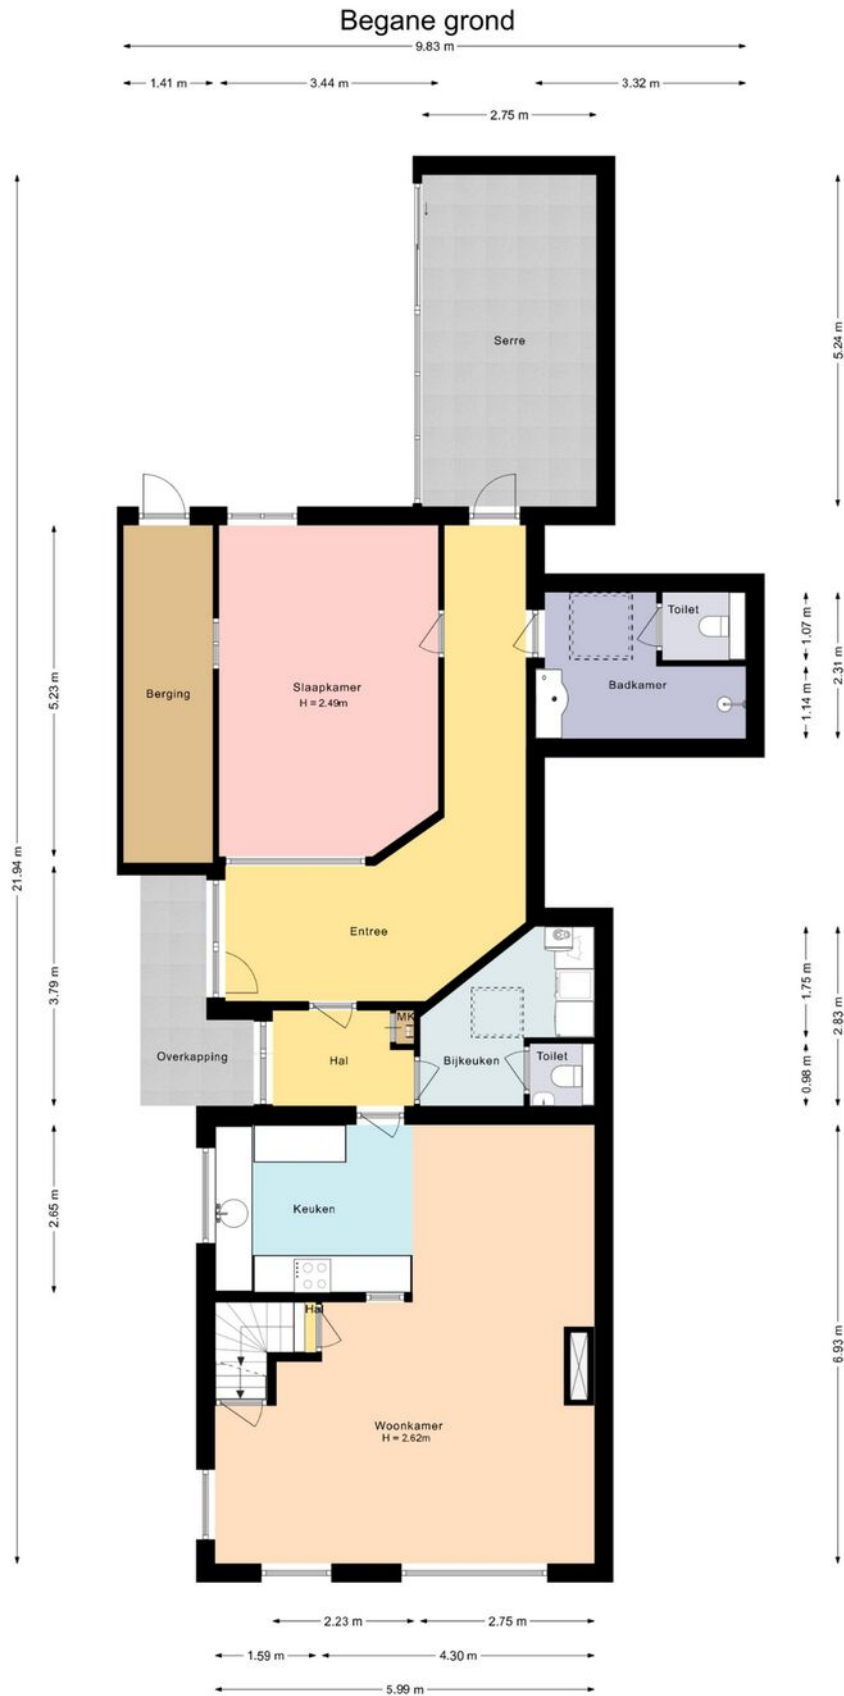 Begane grond
9.83 m
1.41 m
3.44 m
3.32 m
2.75 m
5.24 m
Serre
Toilet
1.07 m
2.31 m
Badkamer
1.14 m
Slaapkamer
H = 2.49m
Berging
5.23 m
21.94 m
Entree
1.75 m
3.79 m
2.83 m
MK
Overkapping
Hal
Bijkeuken
Toilet
0.98 m
Keuken
2.65 m
Hal
6.93 m
Woonkamer
H = 2.62m
2.23 m
2.75 m
1.59 m
4.30 m
5.99 m